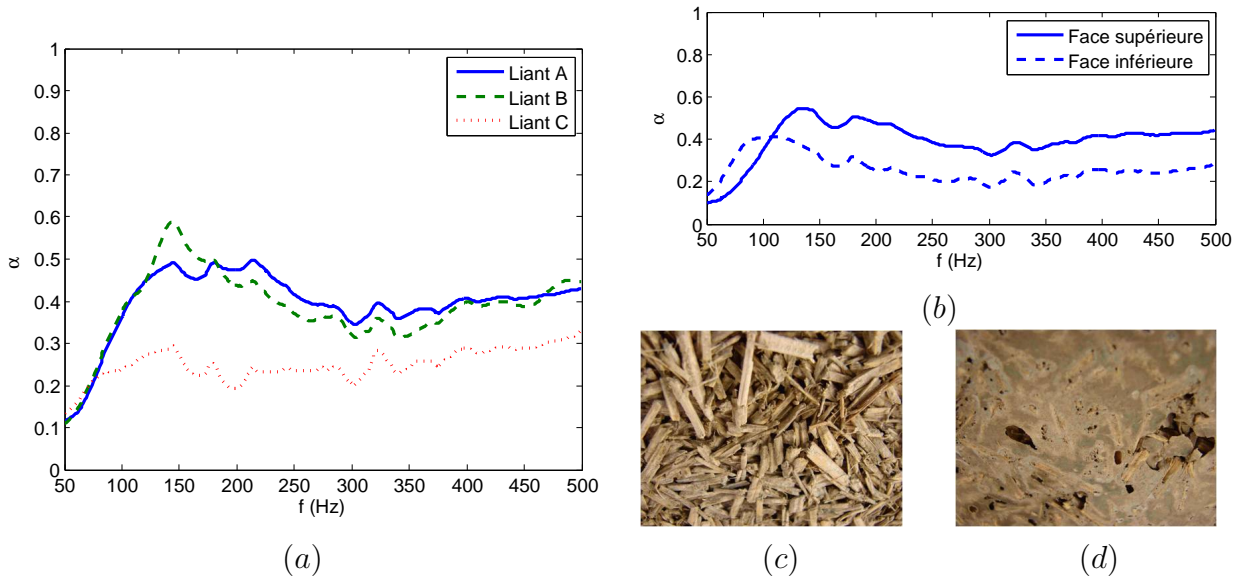 1
0.9
0.8
0.7
0.6
0.5
0.4
0.3
0.2
0.1
0
α
50 100 150 200 250 300 350 400 450 500
f (Hz)
Liant A
Liant B
Liant C
(a)
1
0.8
0.6
0.4
0.2
0
α
50 100 150 200 250 300 350 400 450 500
f (Hz)
Face supérieure
Face inférieure
(b)
(c)
(d)